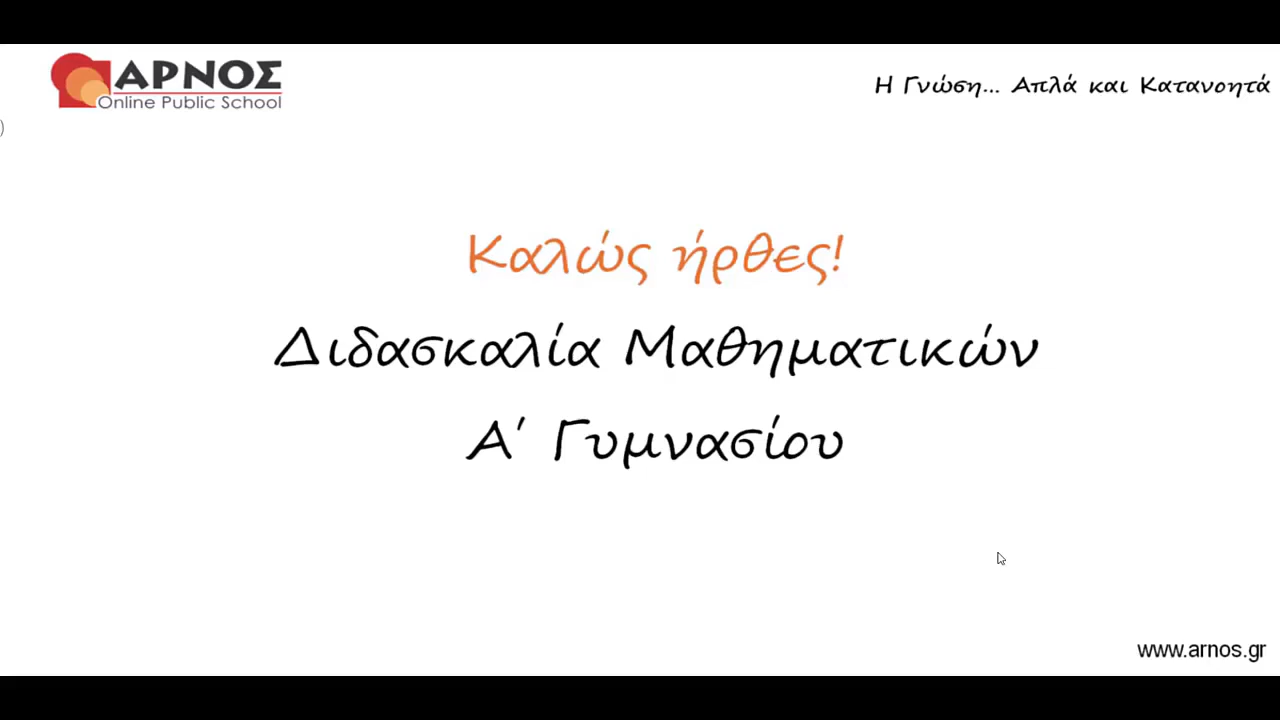 ΑΡΝΟΣ
Online Public School
Η Γνώση... Απλά και Κατανοητά
)
Καλώς ήρθες!
Διδασκαλία Μαθηματικών
Α' Γυμνασίου
www.arnos.gr